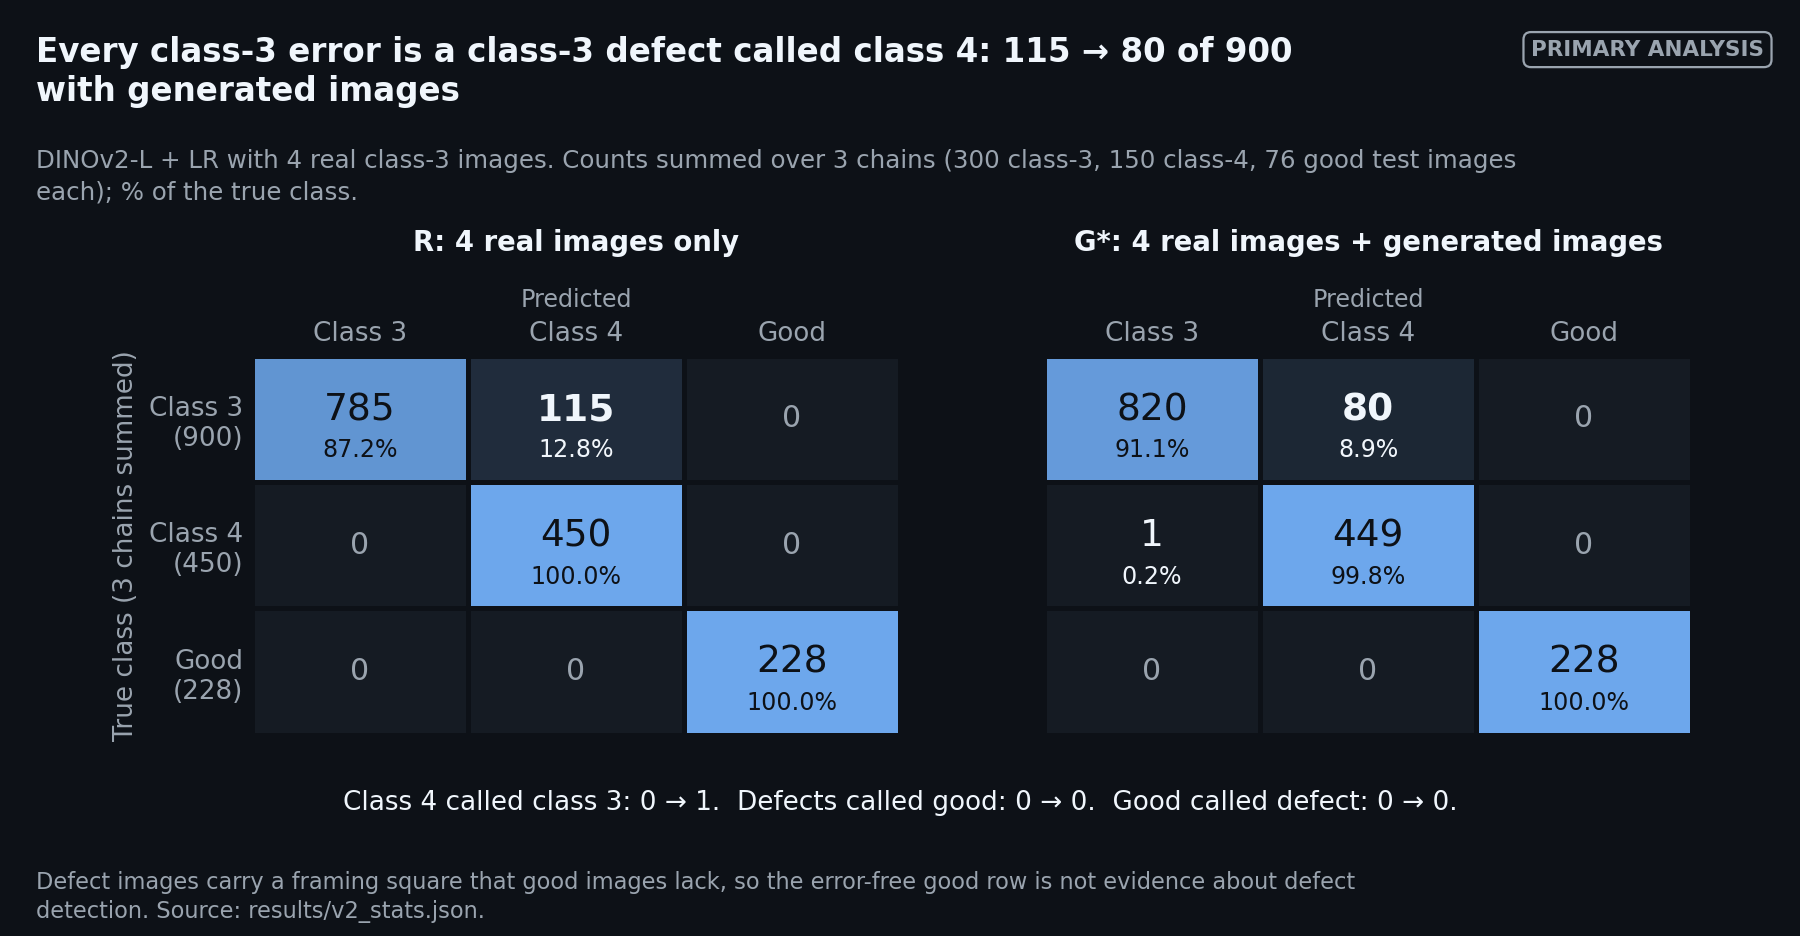 Every class-3 error is a class-3 defect called class 4: 115 → 80 of 900
with generated images
PRIMARY ANALYSIS
DINOv2-L + LR with 4 real class-3 images. Counts summed over 3 chains (300 class-3, 150 class-4, 76 good test images
each); % of the true class.
R: 4 real images only
Predicted
Class 3 Class 4 Good
True class (3 chains summed)
Class 3
(900)
785 115 0
87.2% 12.8%
Class 4
(450)
0 450 0
100.0%
Good
(228)
0 0 228
100.0%
G*: 4 real images + generated images
Predicted
Class 3 Class 4 Good
820 80 0
91.1% 8.9%
1 449 0
0.2% 99.8%
0 0 228
100.0%
Class 4 called class 3: 0 → 1. Defects called good: 0 → 0. Good called defect: 0 → 0.
Defect images carry a framing square that good images lack, so the error-free good row is not evidence about defect
detection. Source: results/v2_stats.json.